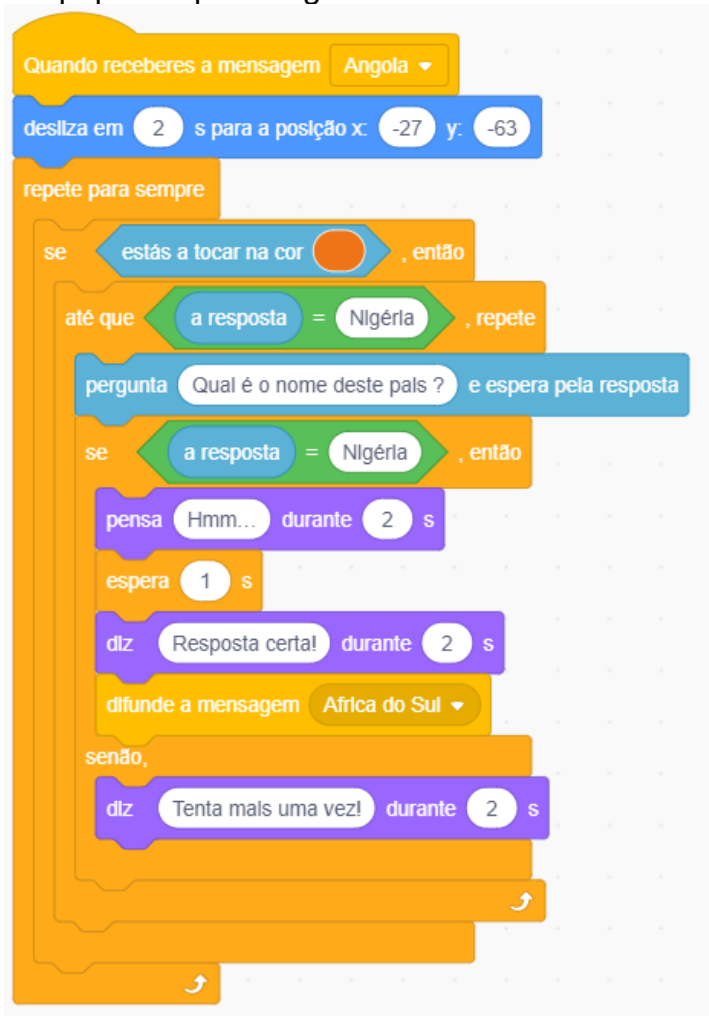 Quando receberes a mensagem Angola
desliza em 2 s para a posição x: -27 y: -63
repete para sempre
se estás a tocar na cor , então
até que a resposta = Nigéria , repete
pergunta Qual é o nome deste país ? e espera pela resposta
se a resposta = Nigéria , então
pensa Hmm... durante 2 s
espera 1 s
diz Resposta certa! durante 2 s
difunde a mensagem Africa do Sul
senão,
diz Tenta mais uma vez! durante 2 s